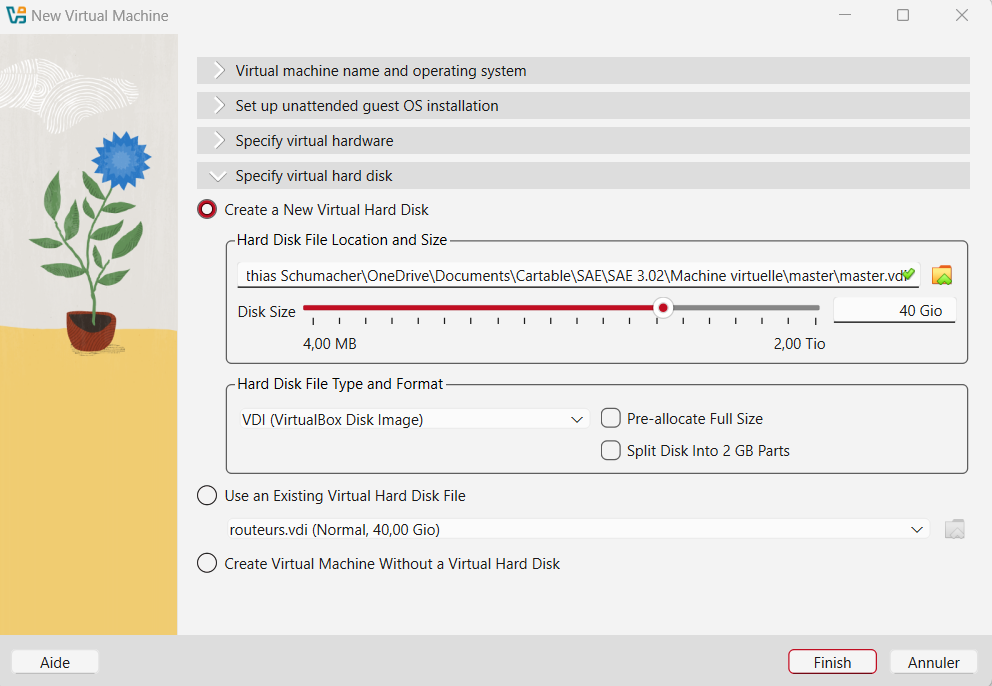 New Virtual Machine
Virtual machine name and operating system
Set up unattended guest OS installation
Specify virtual hardware
Specify virtual hard disk
Create a New Virtual Hard Disk
Hard Disk File Location and Size
thias Schumacher\OneDrive\Documents\Cartable\SAE\SAE 3.02\Machine virtuelle\master\master.vdi
Disk Size 40 Gio
4,00 MB 2,00 Tio
Hard Disk File Type and Format
VDI (VirtualBox Disk Image) Pre-allocate Full Size
Split Disk Into 2 GB Parts
Use an Existing Virtual Hard Disk File
routeurs.vdi (Normal, 40,00 Gio)
Create Virtual Machine Without a Virtual Hard Disk
Aide Finish Annuler